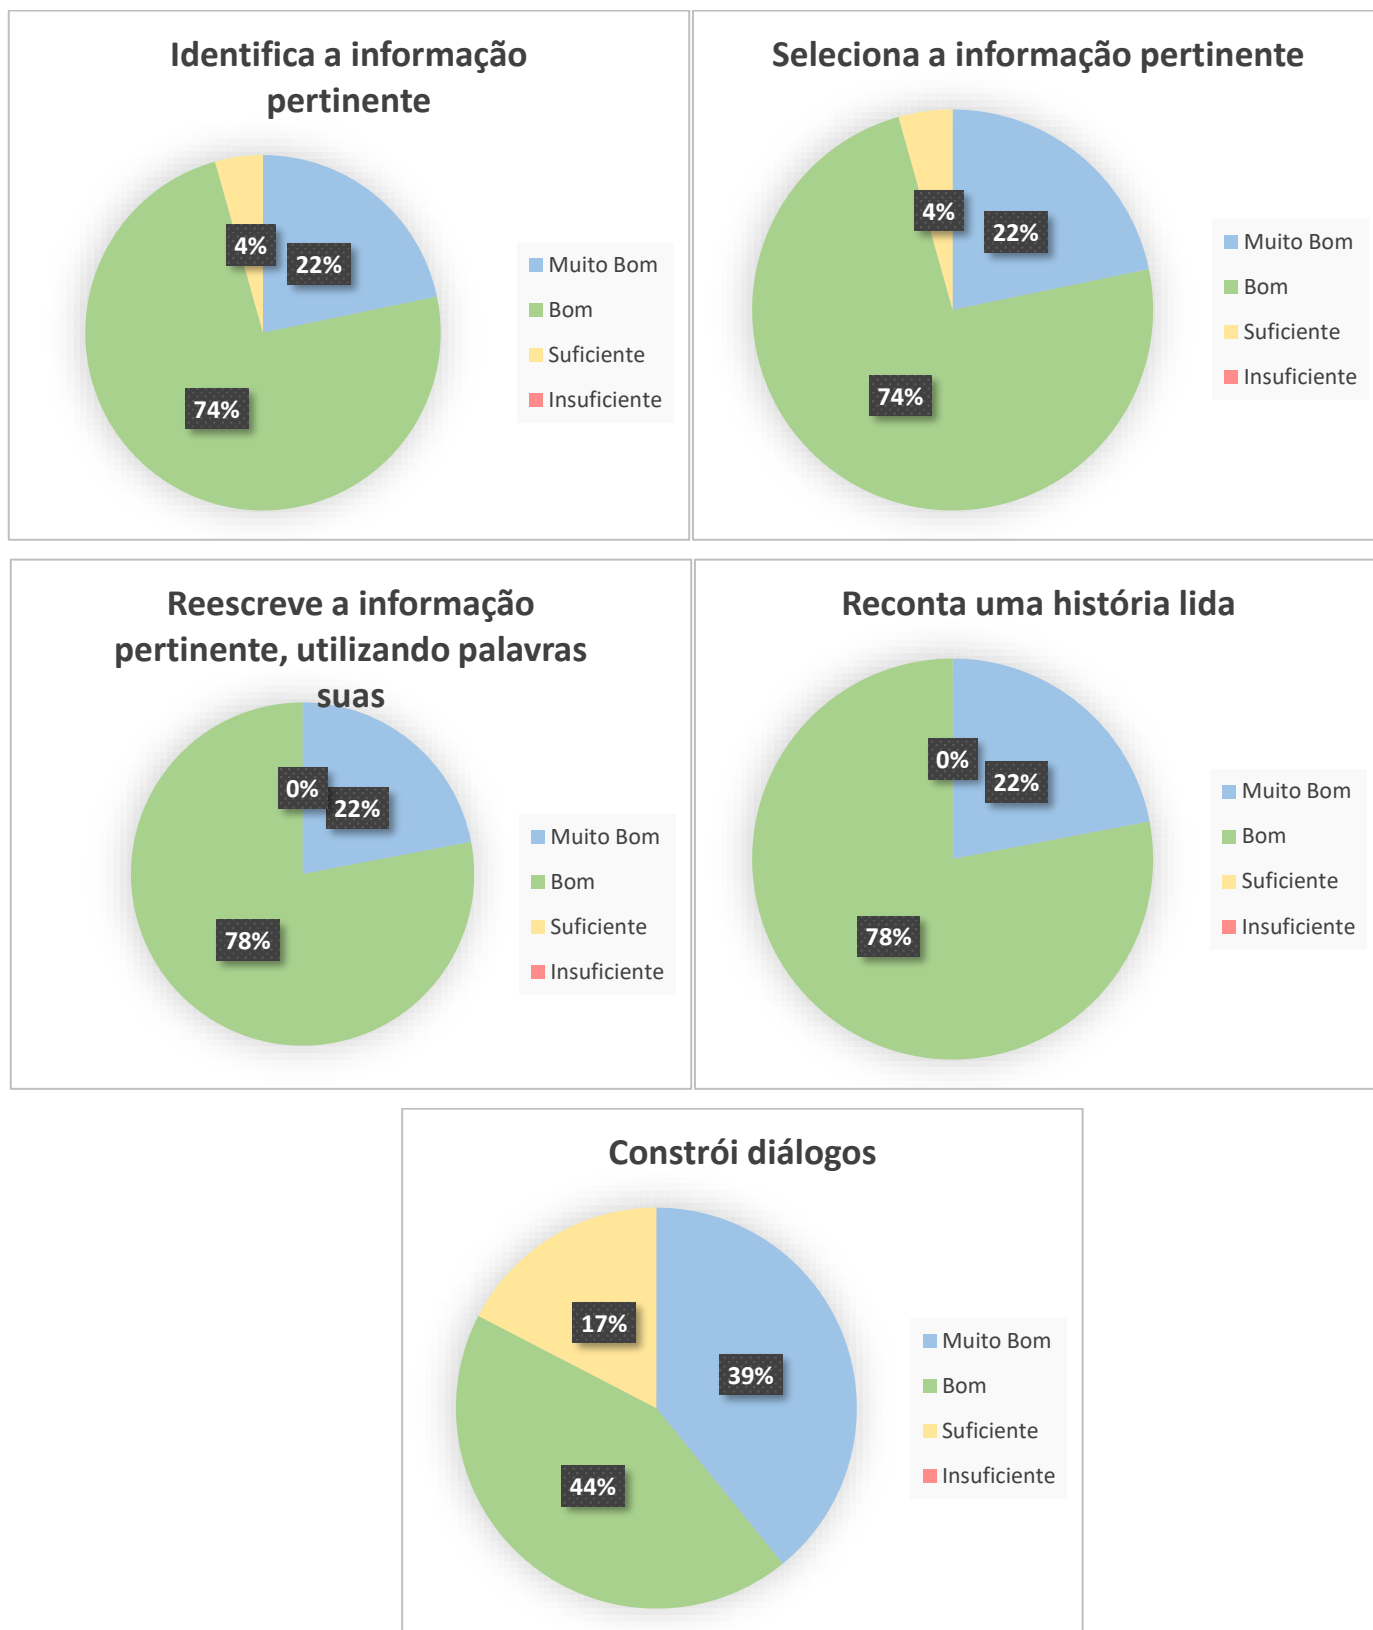 Identifica a informação
pertinente
4%
22%
74%
Muito Bom
Bom
Suficiente
Insuficiente
Seleciona a informação pertinente
4%
22%
74%
Muito Bom
Bom
Suficiente
Insuficiente
Reescreve a informação
pertinente, utilizando palavras
suas
0%
22%
78%
Muito Bom
Bom
Suficiente
Insuficiente
Reconta uma história lida
0%
22%
78%
Muito Bom
Bom
Suficiente
Insuficiente
Constrói diálogos
17%
39%
44%
Muito Bom
Bom
Suficiente
Insuficiente